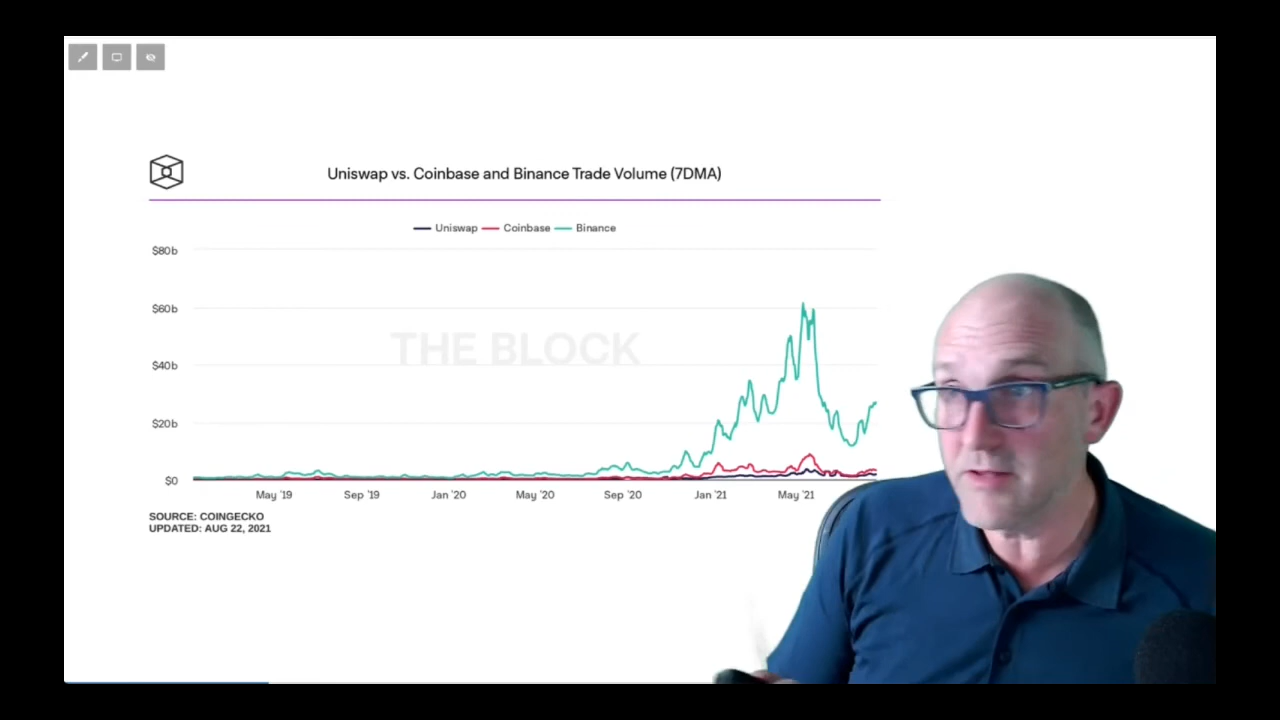 Uniswap vs. Coinbase and Binance Trade Volume (7DMA)
Uniswap Coinbase Binance
$80b
$60b
THE BLOCK
$40b
$20b
$0
May '19 Sep '19 Jan '20 May '20 Sep '20 Jan '21 May '21
SOURCE: COINGECKO
UPDATED: AUG 22, 2021